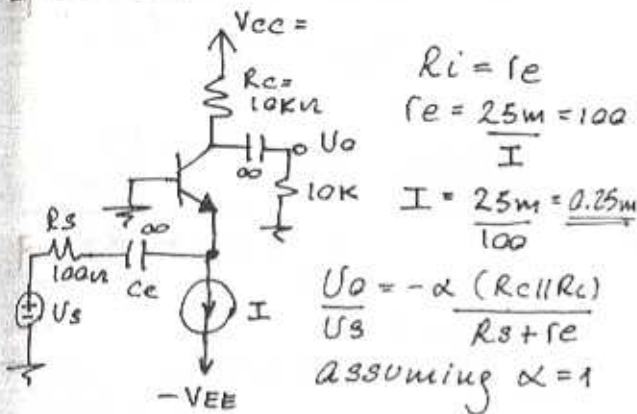 Vcc =
Rc=
10KΩ
Uo
∞
10K
Rs
100Ω
∞
Ce
Us
I
-VEE
Ri = re
re = 25m = 100
I
I = 25m = 0.25m
100
Uo = -α (Rc||Rc)
Us Rs + re
assuming α = 1